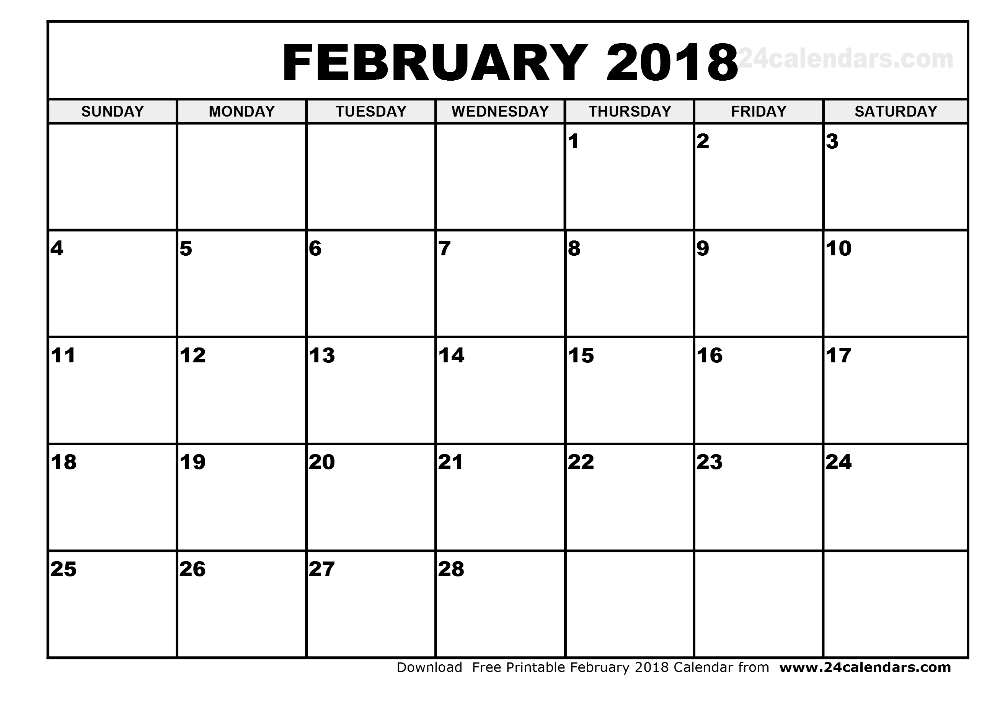 FEBRUARY 2018 24calendars.com
SUNDAY MONDAY TUESDAY WEDNESDAY THURSDAY FRIDAY SATURDAY
1 2 3
4 5 6 7 8 9 10
11 12 13 14 15 16 17
18 19 20 21 22 23 24
25 26 27 28
Download Free Printable February 2018 Calendar from www.24calendars.com